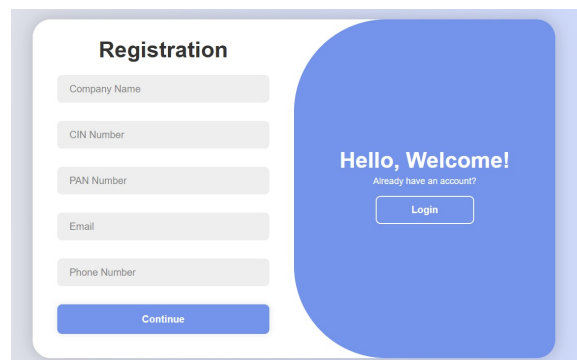 Registration
Company Name
CIN Number
PAN Number
Email
Phone Number
Continue
Hello, Welcome!
Already have an account?
Login